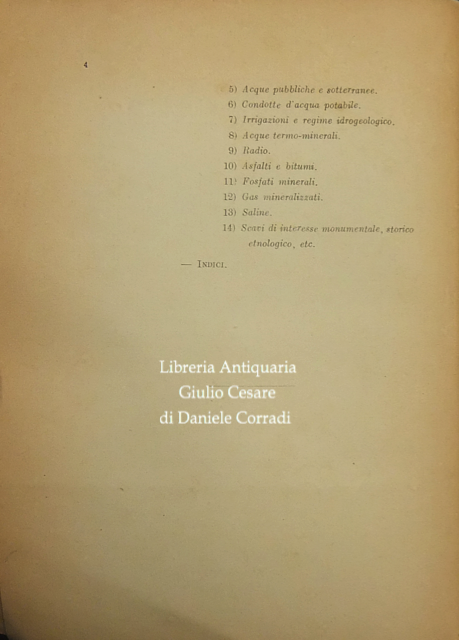 4
5) Acque pubbliche e sotterranee.
6) Condotte d'acqua potabile.
7) Irrigazioni e regime idrogeologico.
8) Acque termo-minerali.
9) Radio.
10) Asfalti e bitumi.
11) Fosfati minerali.
12) Gas mineralizzati.
13) Saline.
14) Scavi di interesse monumentale, storico
etnologico, etc.
— INDICI.
Libreria Antiquaria
Giulio Cesare
di Daniele Corradi